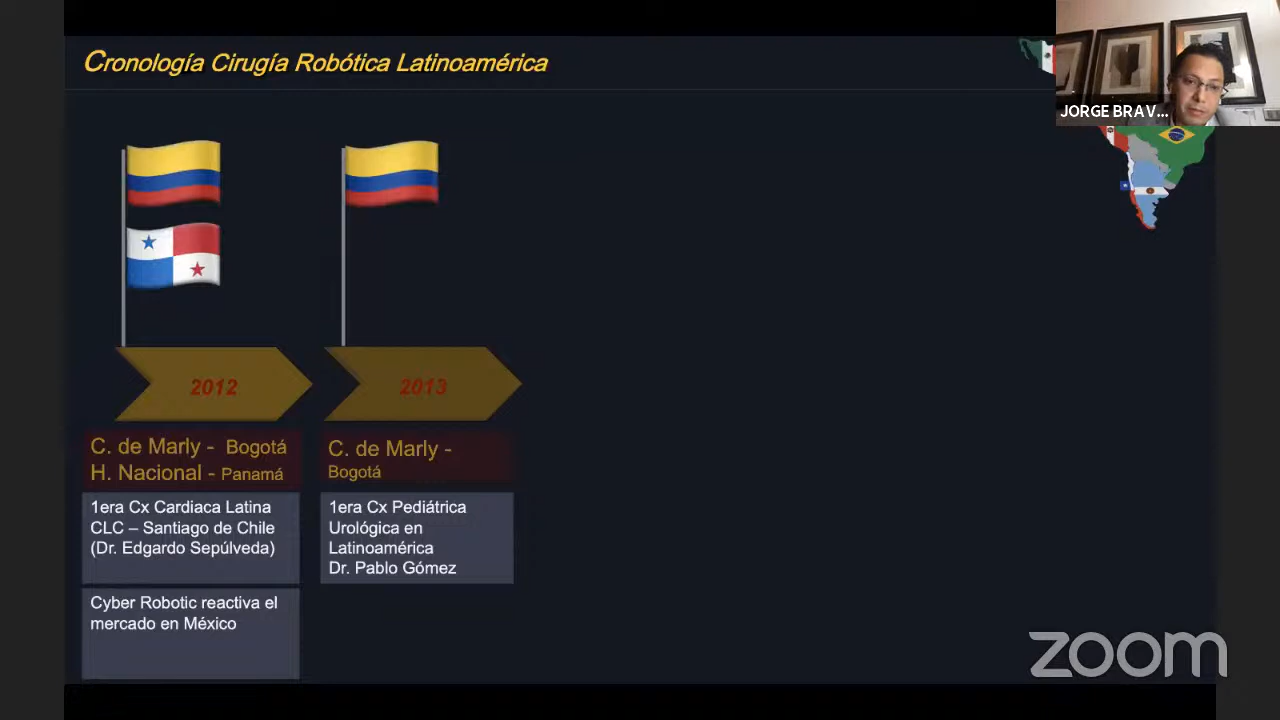 Cronología Cirugía Robótica Latinoamérica
JORGE BRAV...
2012
2013
C. de Marly - Bogotá
H. Nacional - Panamá
C. de Marly -
Bogotá
1era Cx Cardiaca Latina
CLC – Santiago de Chile
(Dr. Edgardo Sepúlveda)
1era Cx Pediátrica
Urológica en
Latinoamérica
Dr. Pablo Gómez
Cyber Robotic reactiva el
mercado en México
zoom